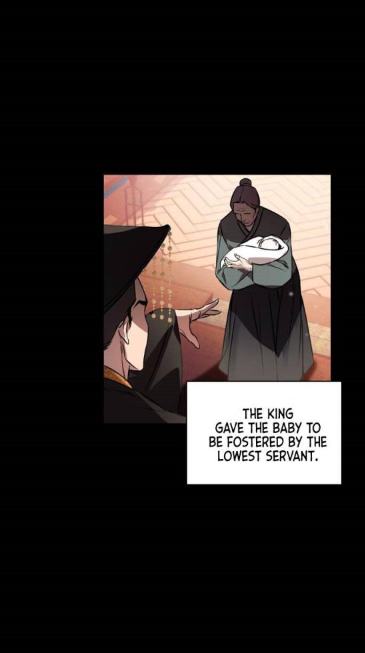 THE KING
GAVE THE BABY TO
BE FOSTERED BY THE
LOWEST SERVANT.